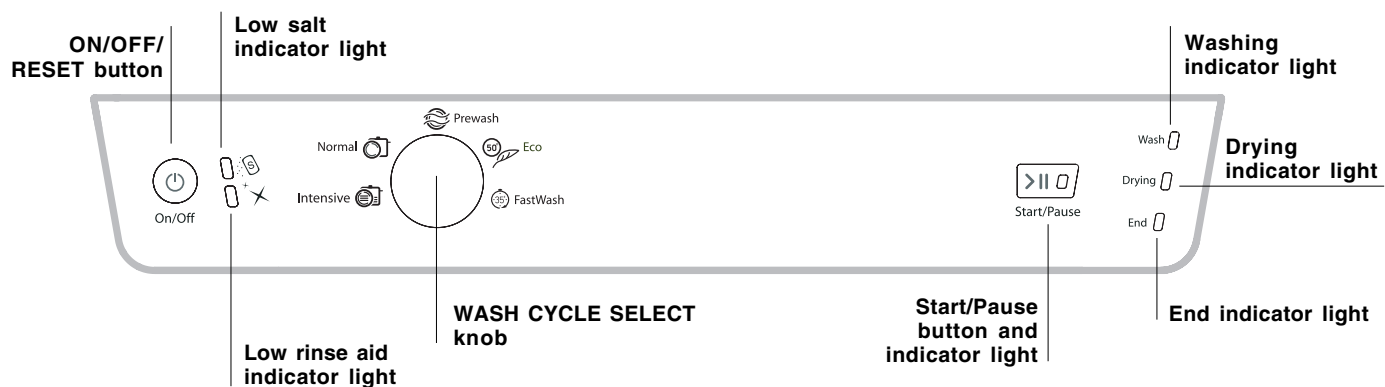 Low salt
indicator light
ON/OFF/
RESET button
Washing
indicator light
Prewash
Normal
50°
Eco
Wash
Drying
indicator light
S
Intensive
35'
FastWash
On/Off
Start/Pause
Drying
End
WASH CYCLE SELECT
knob
Start/Pause
button and
indicator light
End indicator light
Low rinse aid
indicator light